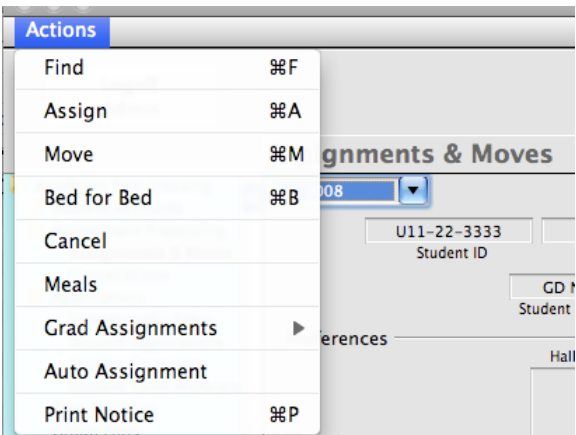 Actions
Find ⌘F
Assign ⌘A
Move ⌘M
gnments & Moves
Bed for Bed ⌘B
008
Cancel
U11-22-3333
Student ID
Meals
GD
Student
Grad Assignments
erences
Hall
Auto Assignment
Print Notice ⌘P